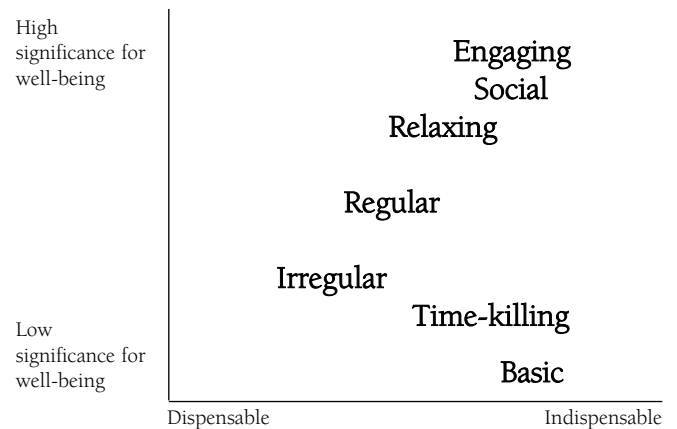 High
significance for
well-being
Engaging
Social
Relaxing
Regular
Irregular
Time-killing
Low
significance for
well-being
Basic
Dispensable
Indispensable